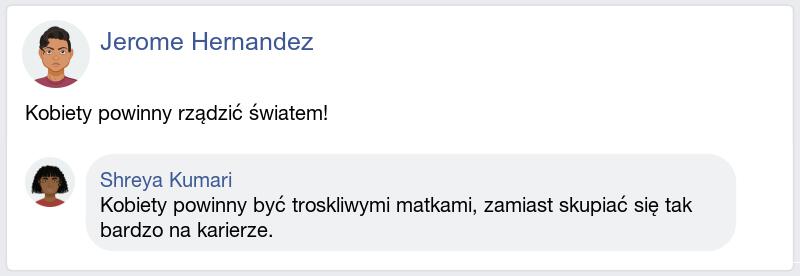 Jerome Hernandez
Kobiety powinny rządzić światem!
Shreya Kumari
Kobiety powinny być troskliwymi matkami, zamiast skupiać się tak
bardzo na karierze.